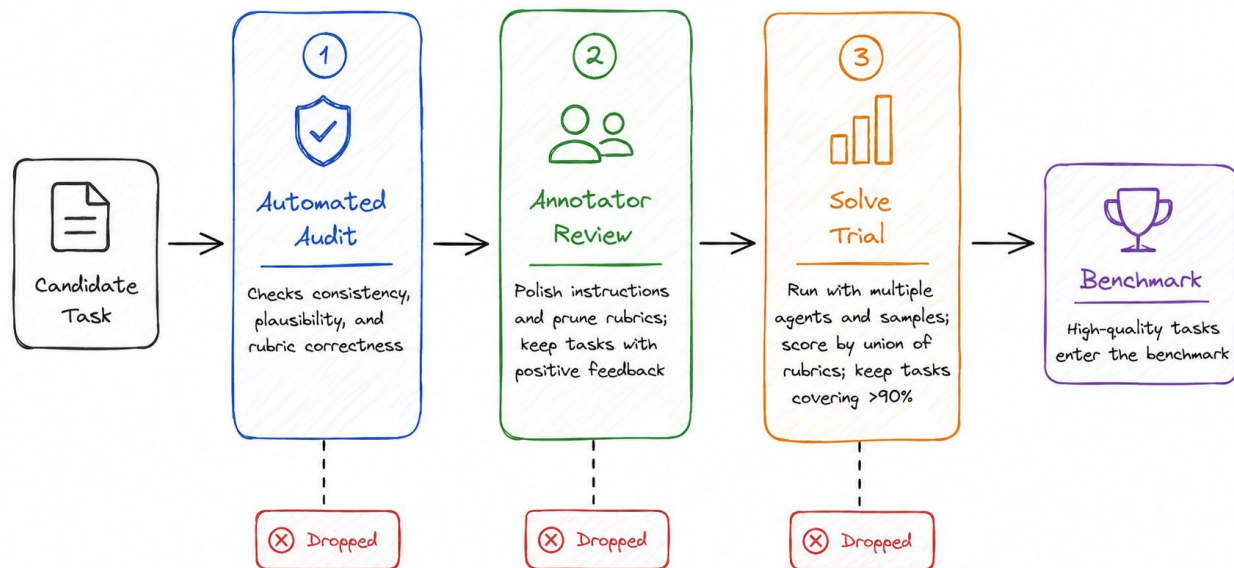 Candidate
Task
1
Automated
Audit
Checks consistency,
plausibility, and
rubric correctness
Dropped
2
Annotator
Review
Polish instructions
and prune rubrics;
keep tasks with
positive feedback
Dropped
3
Solve
Trial
Run with multiple
agents and samples;
score by union of
rubrics; keep tasks
covering >90%
Dropped
Benchmark
High-quality tasks
enter the benchmark